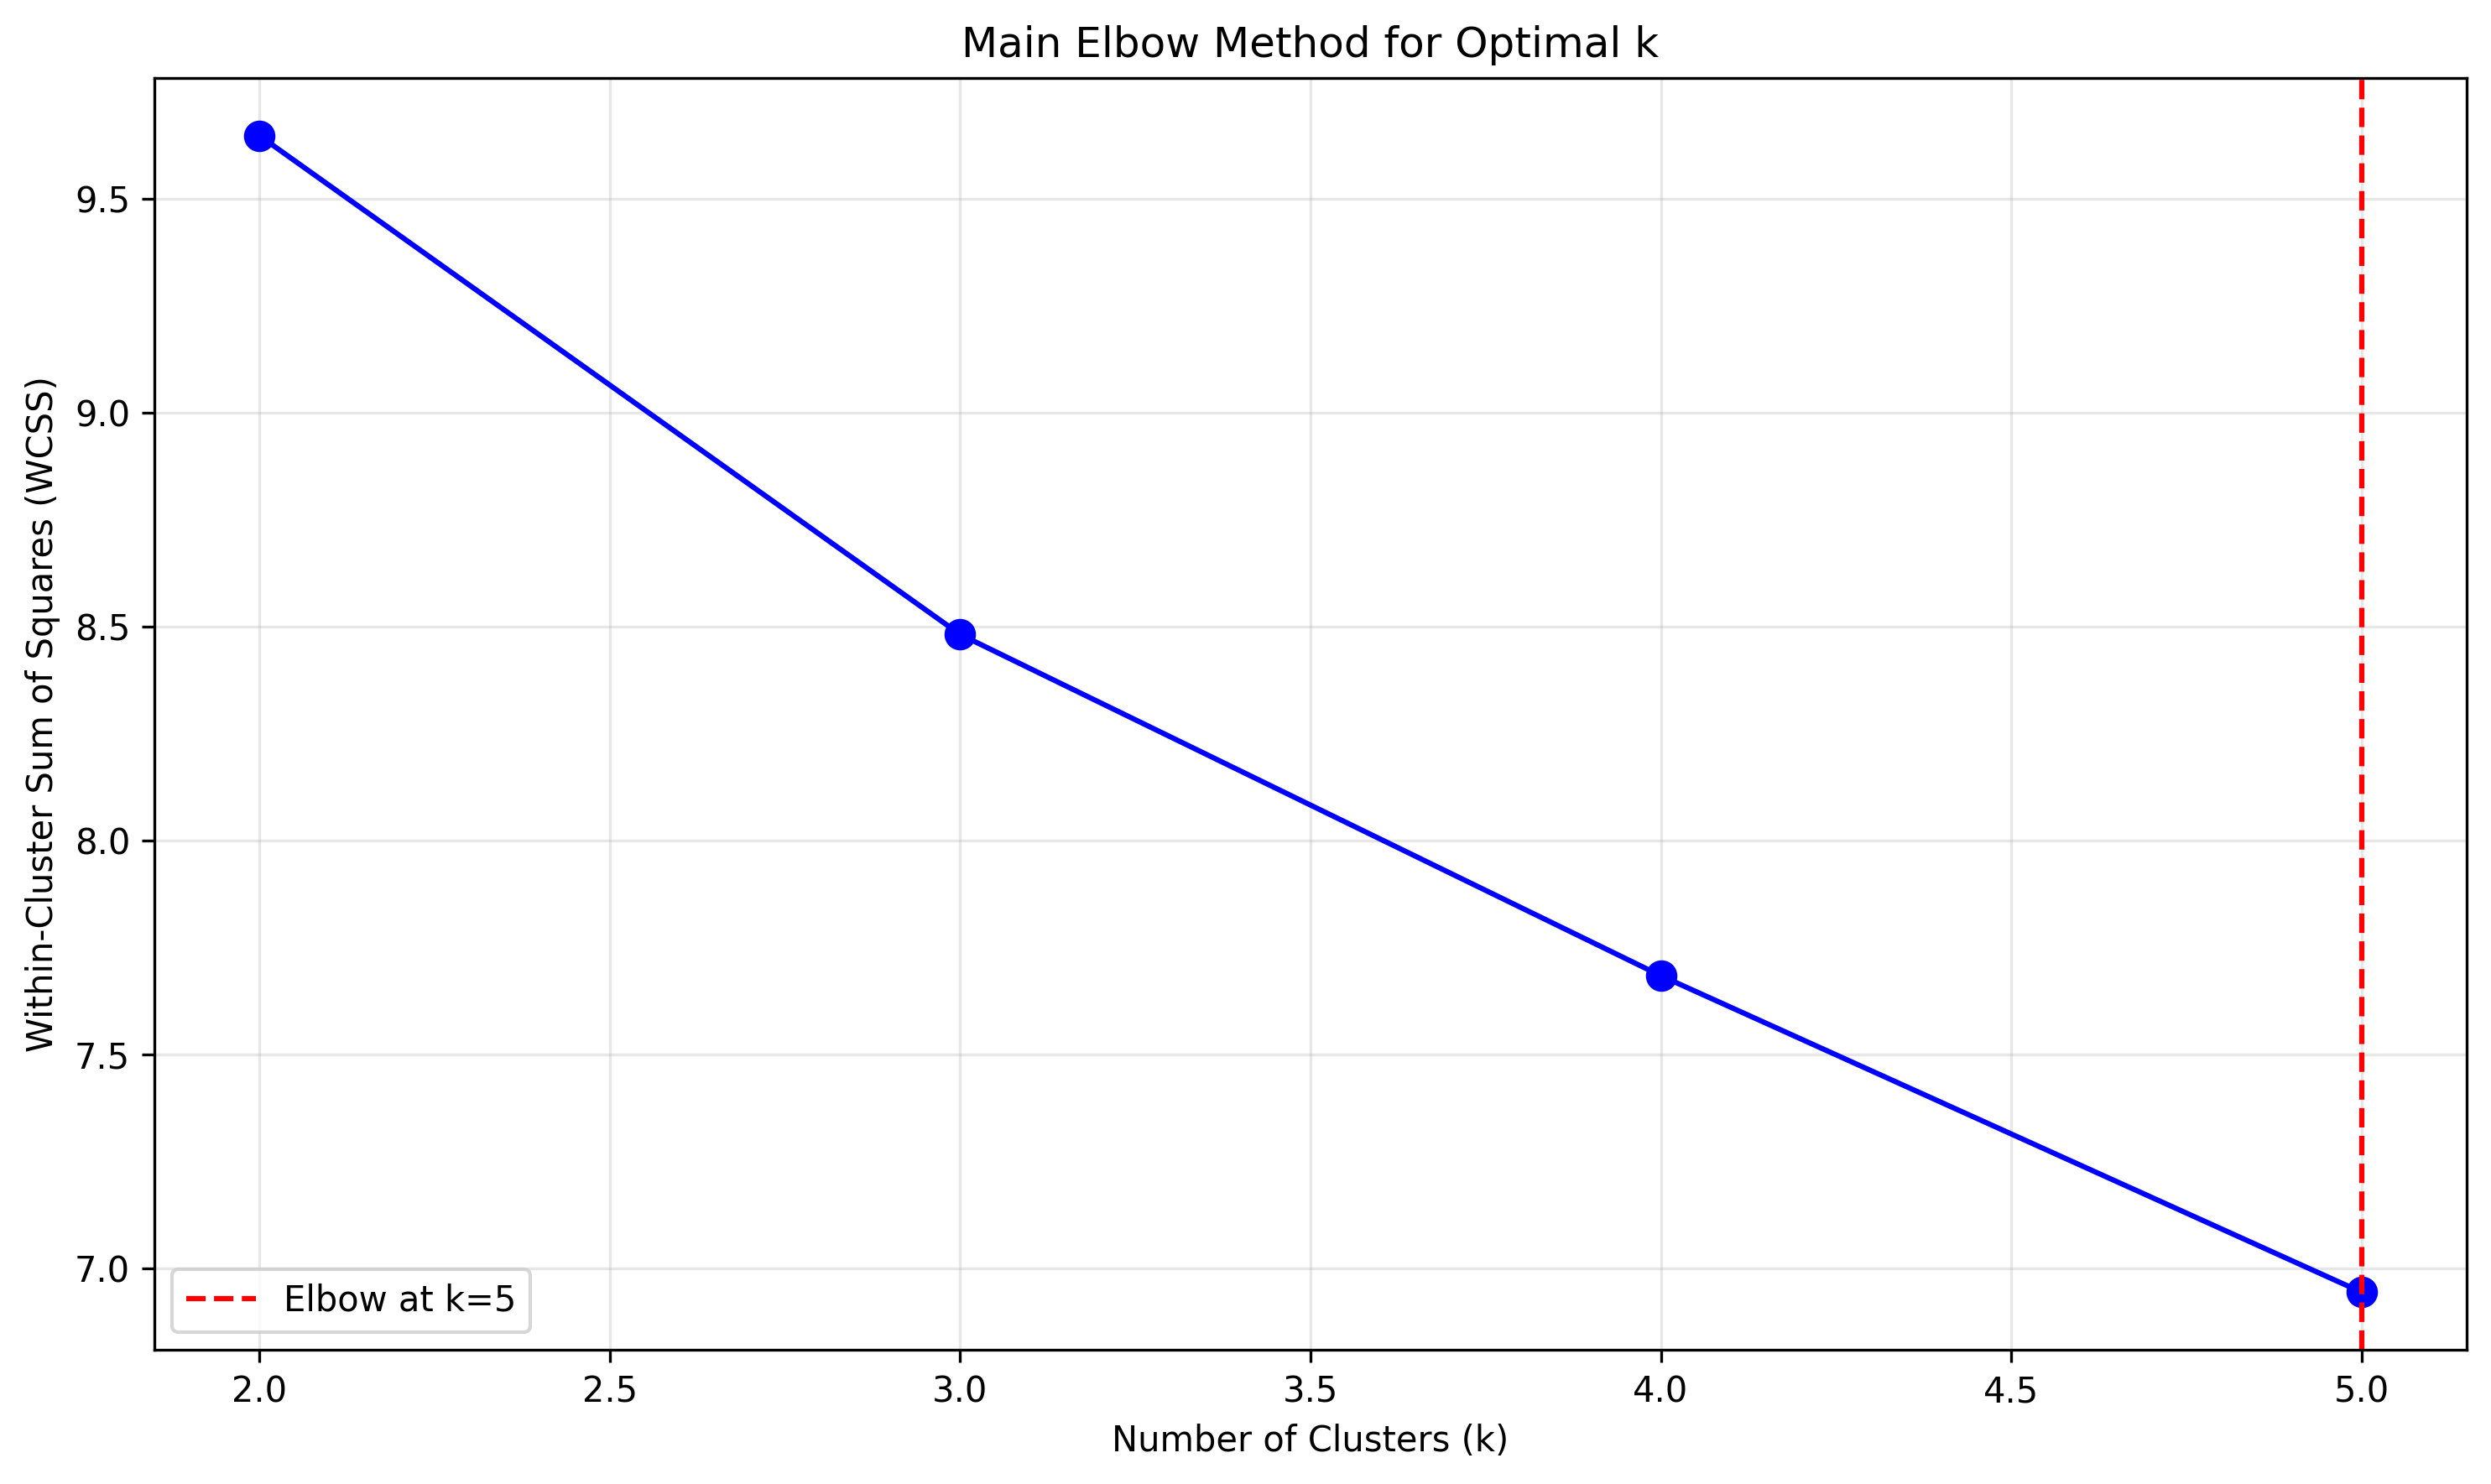 Main Elbow Method for Optimal k
Within-Cluster Sum of Squares (WCSS)
9.5
9.0
8.5
8.0
7.5
7.0
Elbow at k=5
2.0 2.5 3.0 3.5 4.0 4.5 5.0
Number of Clusters (k)